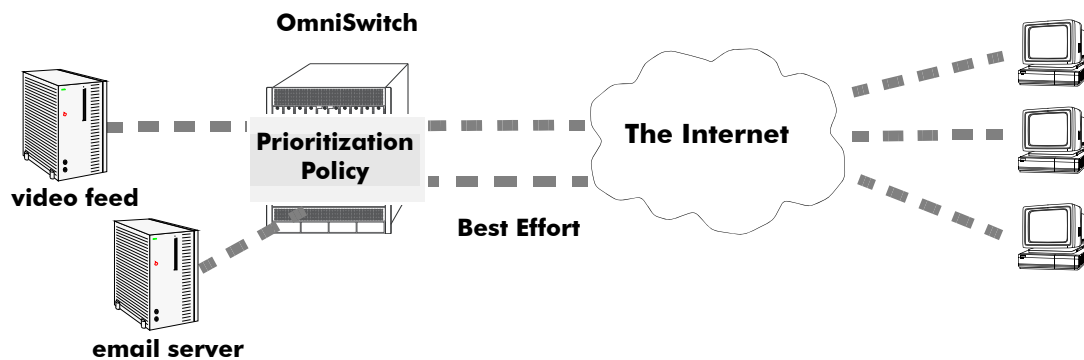 OmniSwitch
Prioritization
Policy
The Internet
video feed
Best Effort
email server